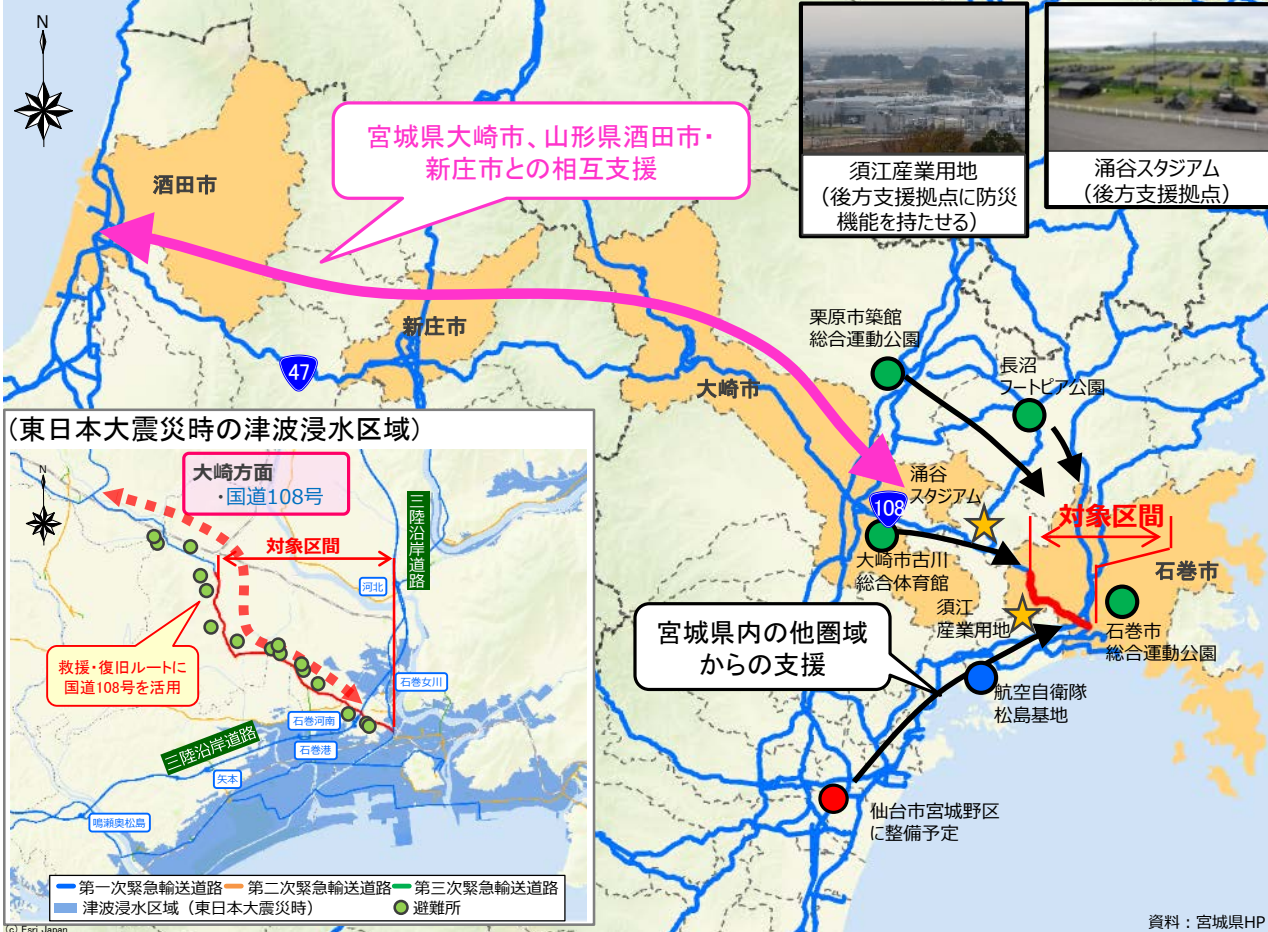 N
宮城県大崎市、山形県酒田市・
新庄市との相互支援
須江産業用地
（後方支援拠点に防災
機能を持たせる）
涌谷スタジアム
（後方支援拠点）
酒田市
新庄市
47
大崎市
栗原市築館
総合運動公園
長沼
フートピア公園
涌谷
スタジアム
108
対象区間
大崎市古川
総合体育館
石巻市
須江
産業用地
石巻市
総合運動公園
宮城県内の他圏域
からの支援
航空自衛隊
松島基地
仙台市宮城野区
に整備予定
（東日本大震災時の津波浸水区域）
N
大崎方面
・国道108号
三陸沿岸道路
対象区間
河北
救援・復旧ルートに
国道108号を活用
石巻女川
石巻河南
三陸沿岸道路
石巻港
矢本
鳴瀬奥松島
第一次緊急輸送道路 第二次緊急輸送道路 第三次緊急輸送道路
津波浸水区域（東日本大震災時） 避難所
(c) Esri Japan
資料：宮城県HP